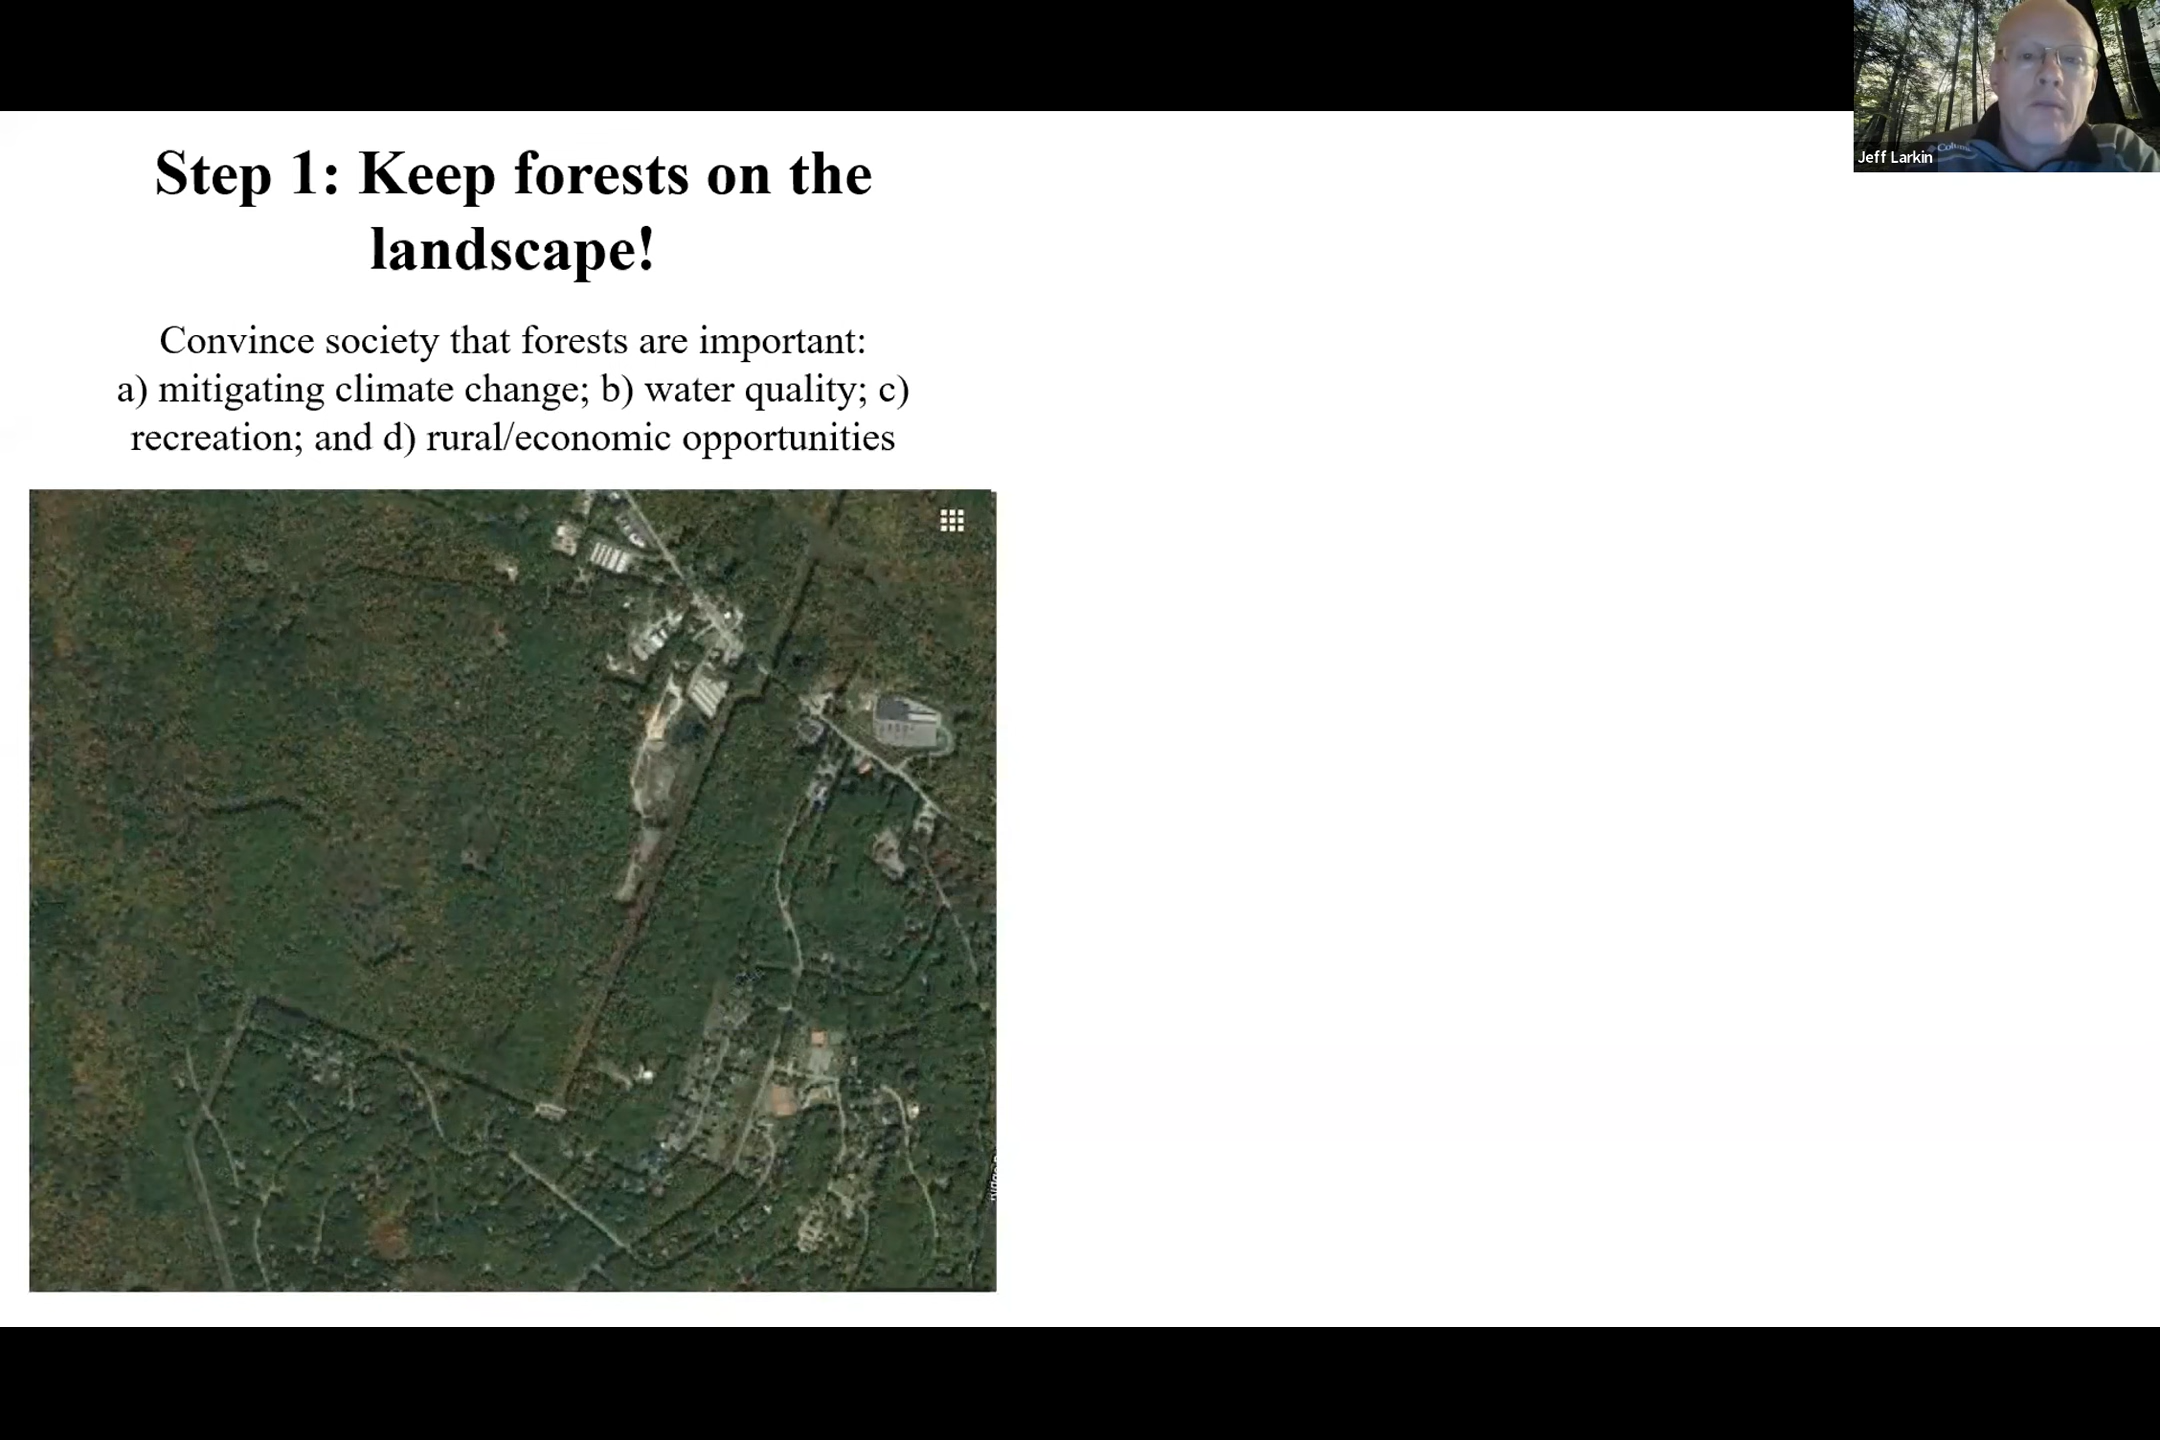 Step 1: Keep forests on the
landscape!
Convince society that forests are important:
a) mitigating climate change; b) water quality; c)
recreation; and d) rural/economic opportunities
Jeff Larkin